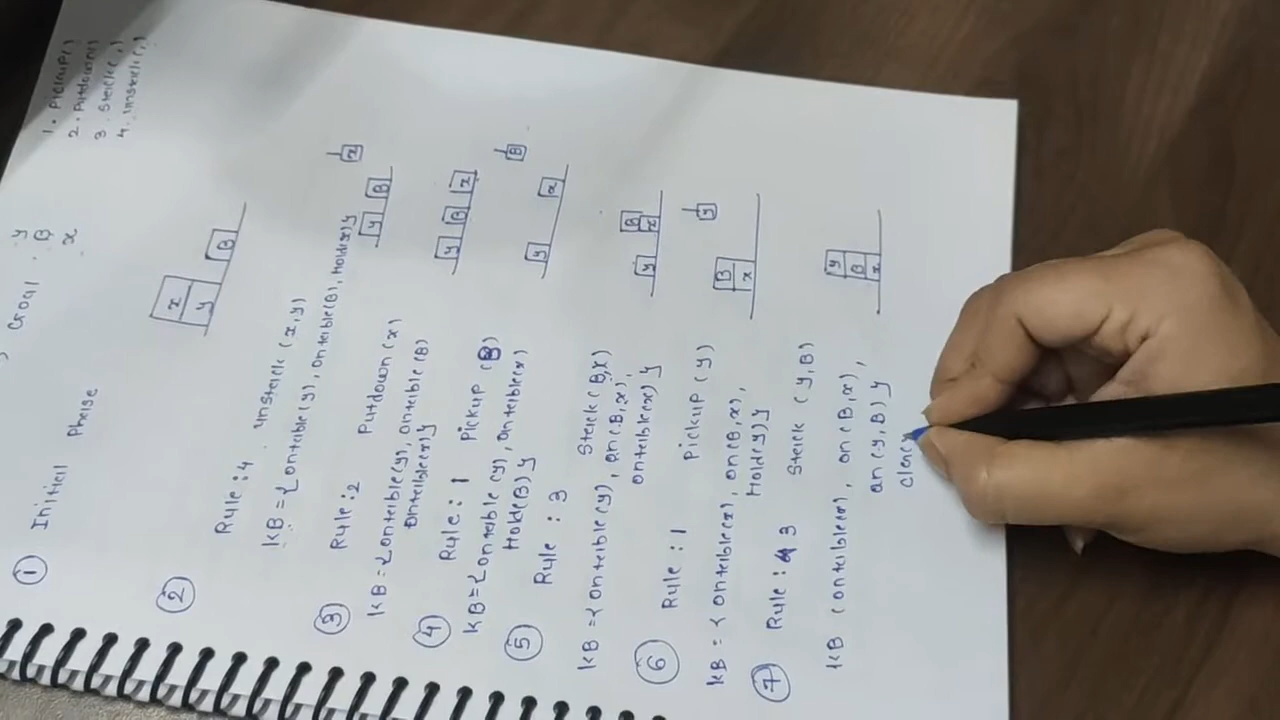 1. Pickup( )
2. Putdown( )
3. Stack( , )
4. Unstack( , )
Goal
y
B
x
① Initial Phase
x
y
B
② Rule : 4 Unstack (x,y)
KB = { ontable(y), ontable(B), Hold(x) }
y B x
③ Rule : 2 Putdown (x)
KB = { ontable(y), ontable(B)
ontable(x) }
y B x
④ Rule : 1 Pickup (B)
KB = { ontable (y), ontable(x)
Hold(B) }
y x B
⑤ Rule : 3 Stack (B,x)
KB = { ontable(y), on(B,x),
ontable(x) }
y
B
x
⑥ Rule : 1 Pickup (y)
KB = { ontable(x), on(B,x),
Hold(y) }
B
x
y
⑦ Rule : 3 Stack (y,B)
KB ( ontable(x), on(B,x),
on(y,B) }
y
B
x